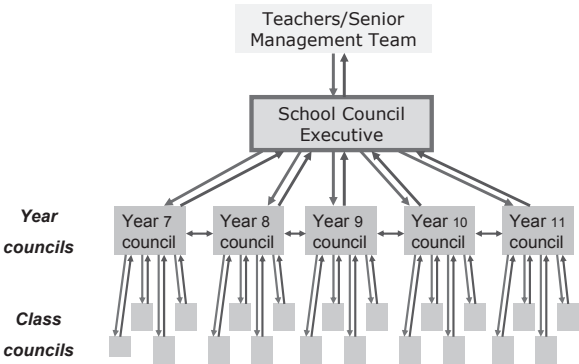 Teachers/Senior
Management Team
School Council
Executive
Year
councils
Year 7
council
Year 8
council
Year 9
council
Year 10
council
Year 11
council
Class
councils